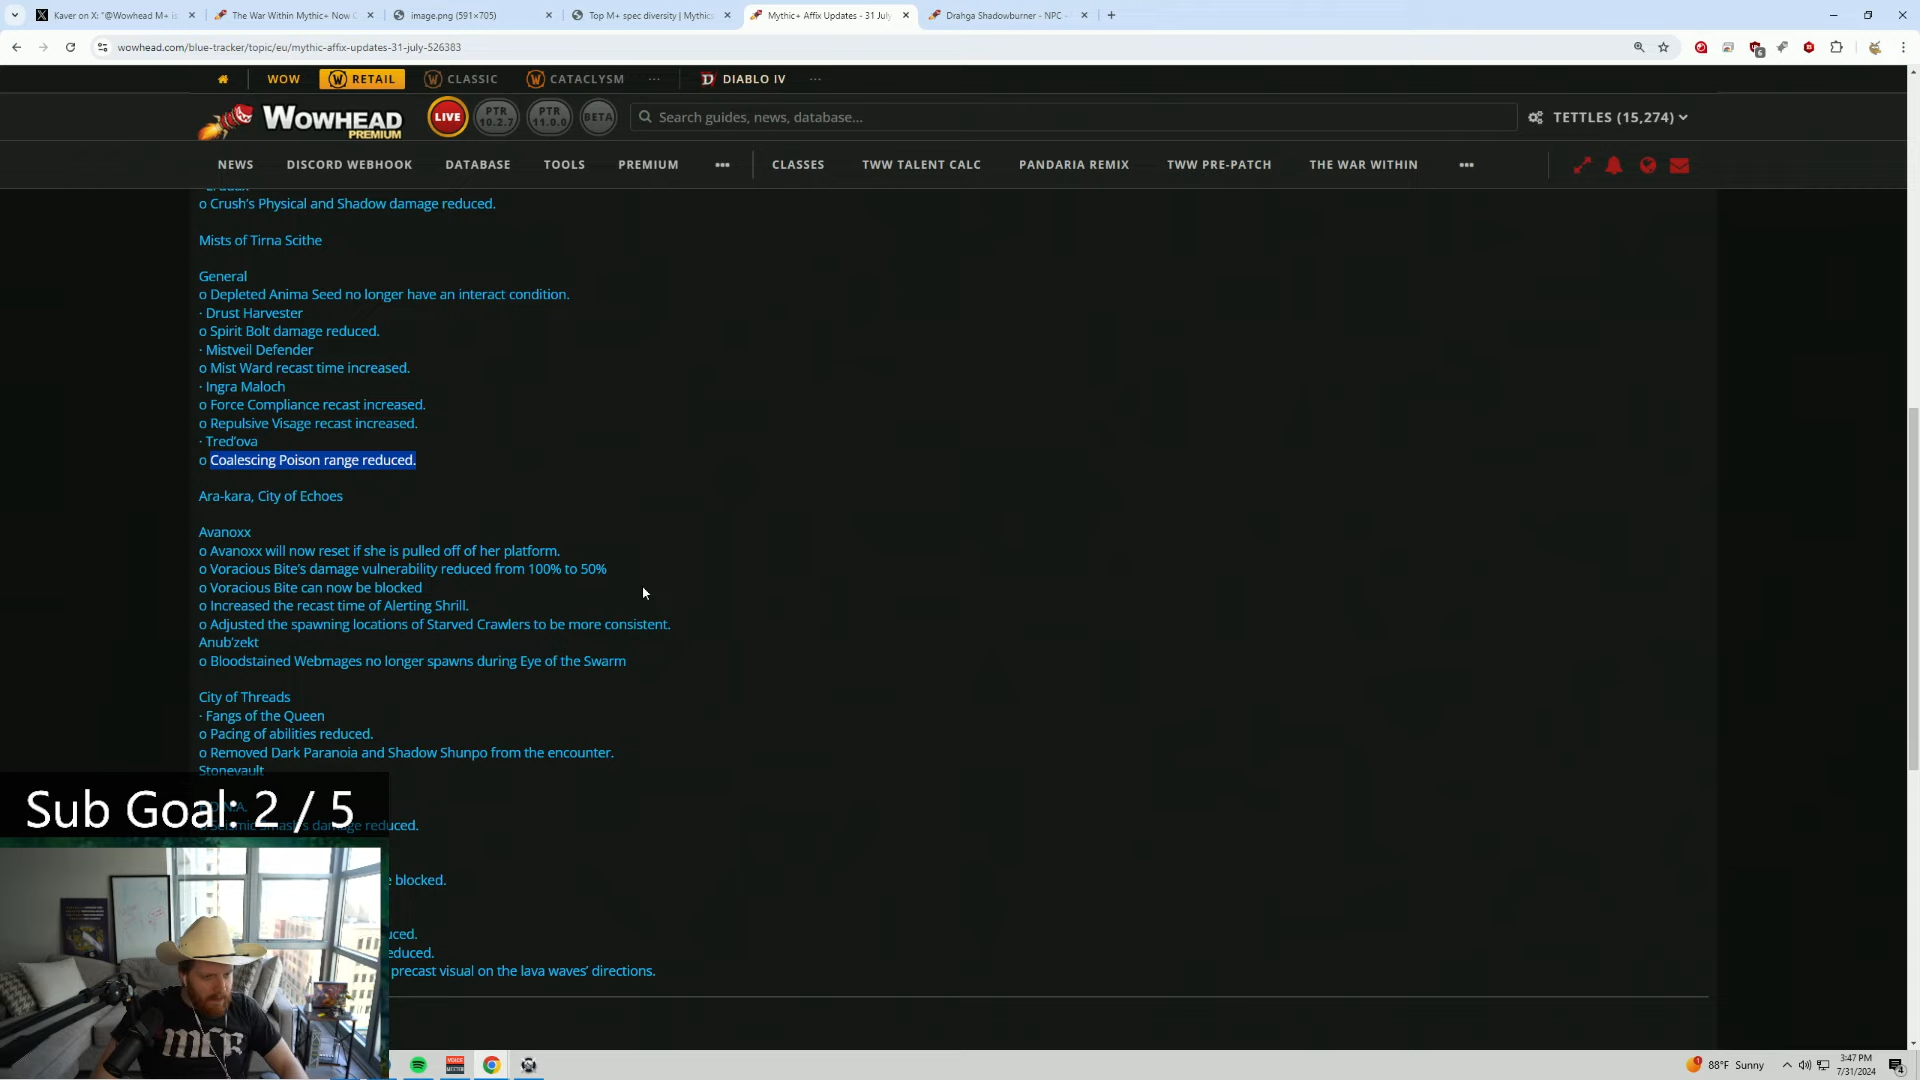 Kaver on X: "@Wowhead M+ is
The War Within Mythic+ Now C
image.png (591×705)
Top M+ spec diversity | Mythics
Mythic+ Affix Updates - 31 July
Drahga Shadowburner - NPC -
wowhead.com/blue-tracker/topic/eu/mythic-affix-updates-31-july-526383
6
WOW
RETAIL
CLASSIC
CATACLYSM
...
DIABLO IV
...
WOWHEAD
PREMIUM
LIVE
PTR
10.2.7
PTR
11.0.0
BETA
Search guides, news, database...
TETTLES (15,274)
NEWS
DISCORD WEBHOOK
DATABASE
TOOLS
PREMIUM
•••
CLASSES
TWW TALENT CALC
PANDARIA REMIX
TWW PRE-PATCH
THE WAR WITHIN
•••
o Crush's Physical and Shadow damage reduced.
Mists of Tirna Scithe
General
o Depleted Anima Seed no longer have an interact condition.
· Drust Harvester
o Spirit Bolt damage reduced.
· Mistveil Defender
o Mist Ward recast time increased.
· Ingra Maloch
o Force Compliance recast increased.
o Repulsive Visage recast increased.
· Tred'ova
o Coalescing Poison range reduced.
Ara-kara, City of Echoes
Avanoxx
o Avanoxx will now reset if she is pulled off of her platform.
o Voracious Bite's damage vulnerability reduced from 100% to 50%
o Voracious Bite can now be blocked
o Increased the recast time of Alerting Shrill.
o Adjusted the spawning locations of Starved Crawlers to be more consistent.
Anub'zekt
o Bloodstained Webmages no longer spawns during Eye of the Swarm
City of Threads
· Fangs of the Queen
o Pacing of abilities reduced.
o Removed Dark Paranoia and Shadow Shunpo from the encounter.
Stonevault
Sub Goal: 2 / 5
Seismic Smash's damage reduced.
blocked.
precast visual on the lava waves' directions.
MCR
VOICE
MEETER
1
88°F Sunny
3:47 PM
7/31/2024
4